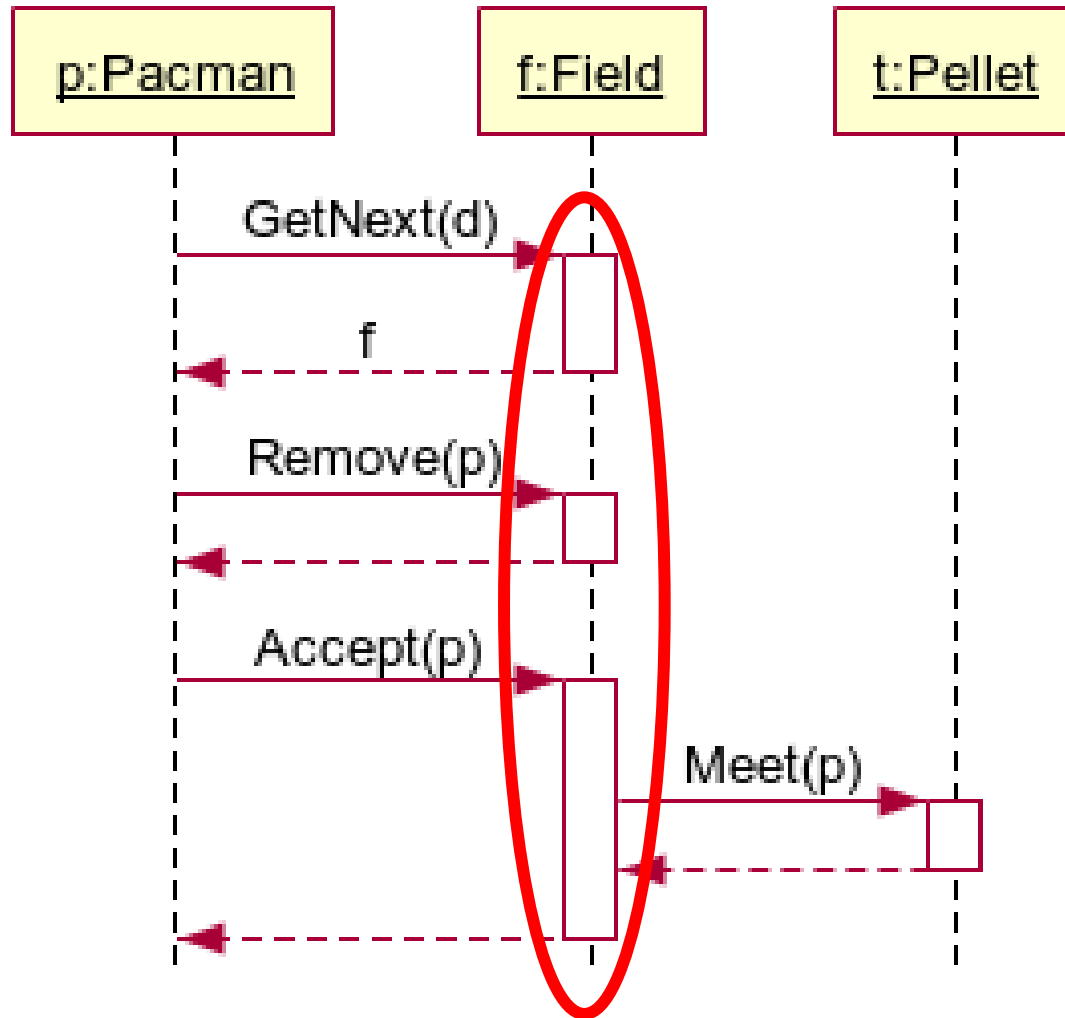 p:Pacman
f:Field
t:Pellet
GetNext(d)
f
Remove(p)
Accept(p)
Meet(p)